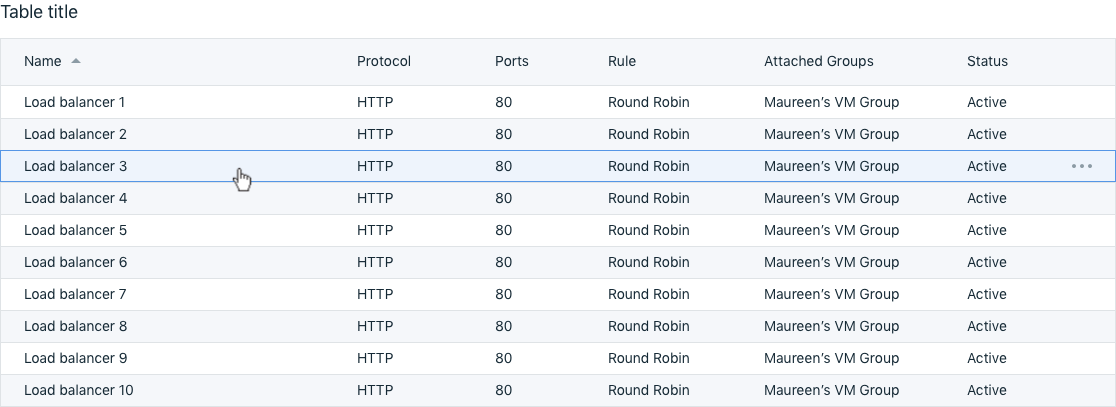 Table title
Name Protocol Ports Rule Attached Groups Status
Load balancer 1 HTTP 80 Round Robin Maureen’s VM Group Active
Load balancer 2 HTTP 80 Round Robin Maureen’s VM Group Active
Load balancer 3 HTTP 80 Round Robin Maureen’s VM Group Active
Load balancer 4 HTTP 80 Round Robin Maureen’s VM Group Active
Load balancer 5 HTTP 80 Round Robin Maureen’s VM Group Active
Load balancer 6 HTTP 80 Round Robin Maureen’s VM Group Active
Load balancer 7 HTTP 80 Round Robin Maureen’s VM Group Active
Load balancer 8 HTTP 80 Round Robin Maureen’s VM Group Active
Load balancer 9 HTTP 80 Round Robin Maureen’s VM Group Active
Load balancer 10 HTTP 80 Round Robin Maureen’s VM Group Active